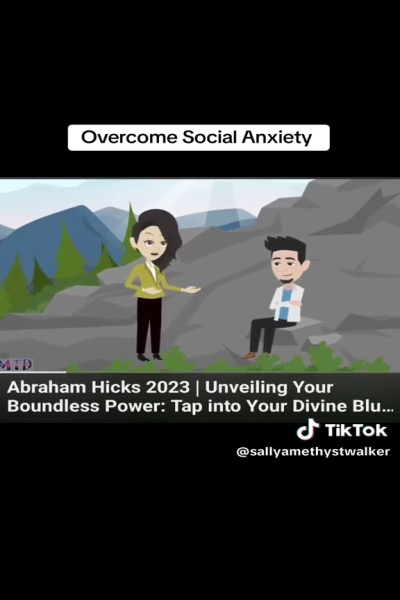 Overcome Social Anxiety
MTD
Abraham Hicks 2023 | Unveiling Your
Boundless Power: Tap into Your Divine Blu...
TikTok
@sallyamethystwalker